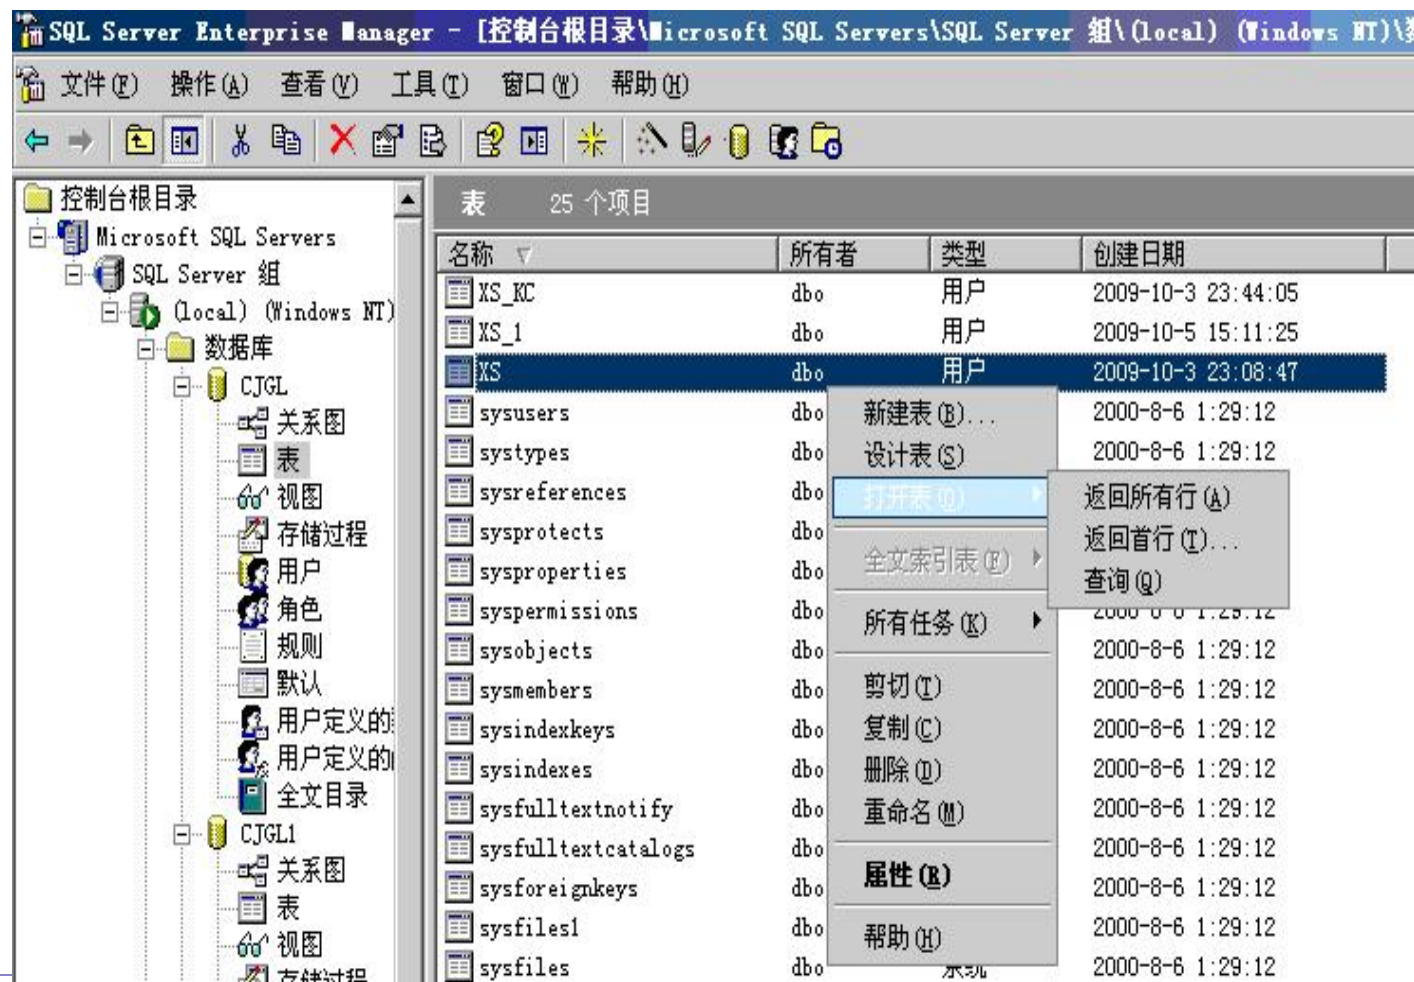 SQL Server Enterprise Manager - [控制台根目录\Microsoft SQL Servers\SQL Server 组\(local) (Windows NT)\
文件(F) 操作(A) 查看(V) 工具(T) 窗口(W) 帮助(H)
控制台根目录
Microsoft SQL Servers
SQL Server 组
(local) (Windows NT)
数据库
CJGL
关系图
表
视图
存储过程
用户
角色
规则
默认
用户定义的
用户定义的
全文目录
CJGL1
关系图
表
视图
存储过程
表 25 个项目
名称 所有者 类型 创建日期
XS_KC dbo 用户 2009-10-3 23:44:05
XS_1 dbo 用户 2009-10-5 15:11:25
XS dbo 用户 2009-10-3 23:08:47
sysusers dbo 2000-8-6 1:29:12
systypes dbo 2000-8-6 1:29:12
sysreferences dbo
sysprotects dbo
sysproperties dbo
syspermissions dbo 2000-8-6 1:29:12
sysobjects dbo 2000-8-6 1:29:12
sysmembers dbo 2000-8-6 1:29:12
sysindexkeys dbo 2000-8-6 1:29:12
sysindexes dbo 2000-8-6 1:29:12
sysfulltextnotify dbo 2000-8-6 1:29:12
sysfulltextcatalogs dbo 2000-8-6 1:29:12
sysforeignkeys dbo 2000-8-6 1:29:12
sysfiles1 dbo 2000-8-6 1:29:12
sysfiles dbo 系统 2000-8-6 1:29:12
新建表(B)...
设计表(S)
打开表(O)
全文索引表(F)
所有任务(K)
剪切(T)
复制(C)
删除(D)
重命名(M)
属性(R)
帮助(H)
返回所有行(A)
返回首行(T)...
查询(Q)